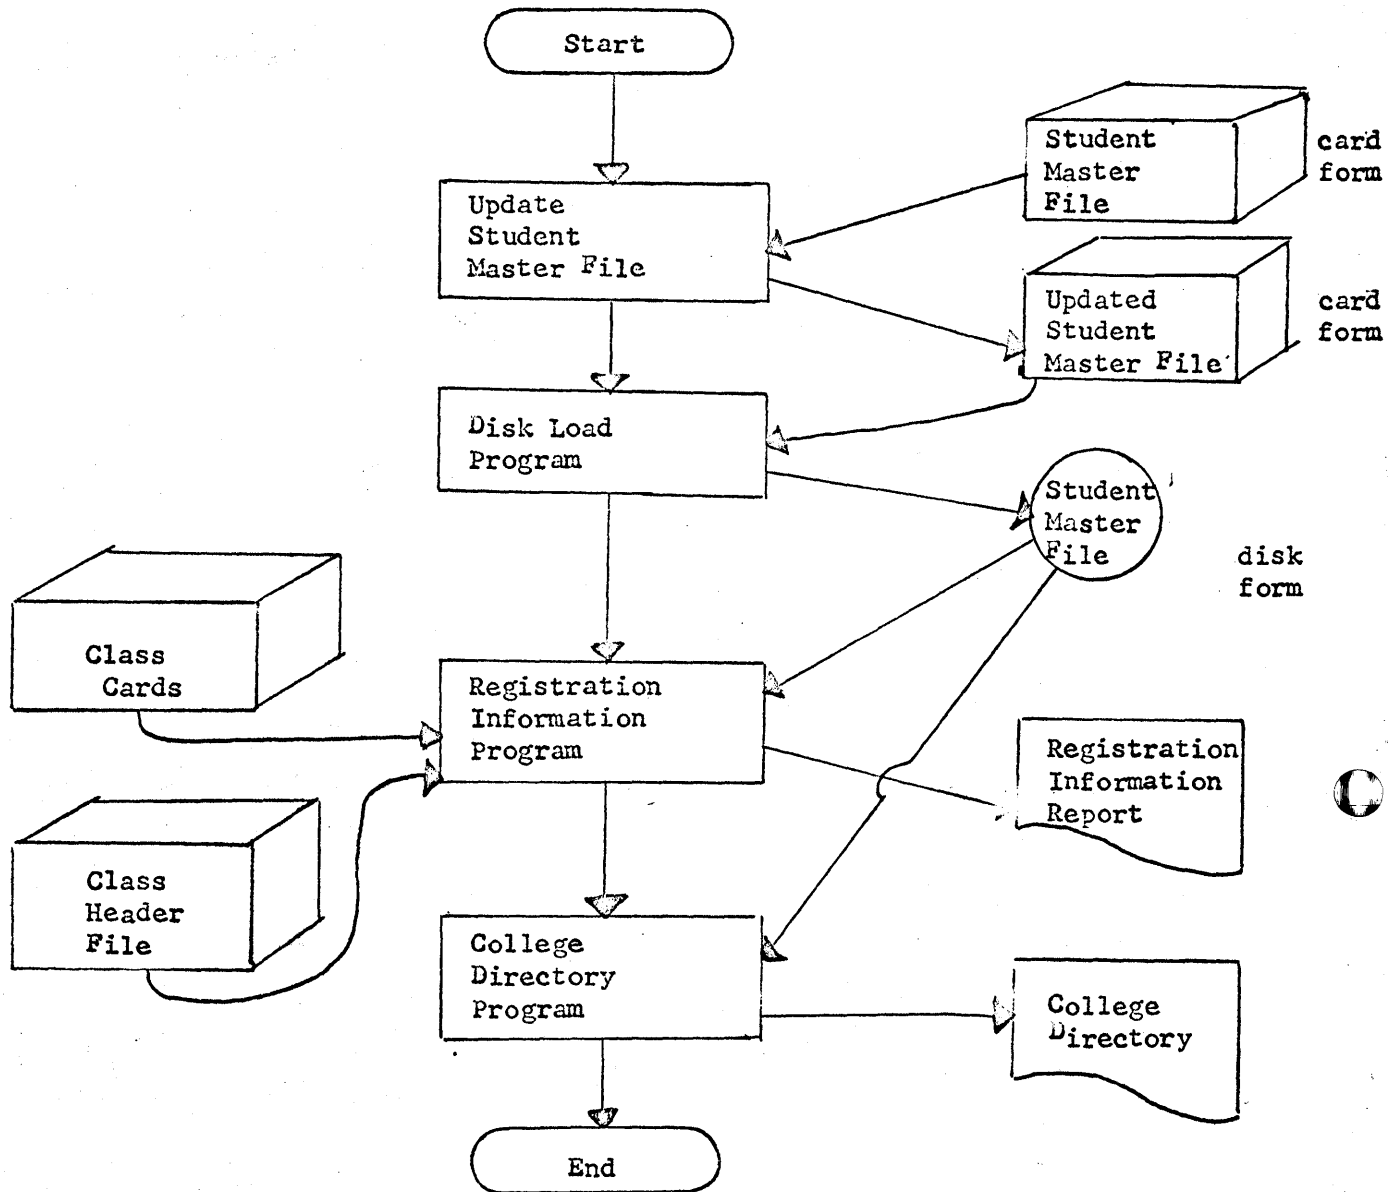 Start
Student
Master
File
card
form
Update
Student
Master File
Updated
Student
Master File
card
form
Disk Load
Program
Student
Master
File
disk
form
Class
Cards
Registration
Information
Program
Registration
Information
Report
Class
Header
File
College
Directory
Program
College
Directory
End